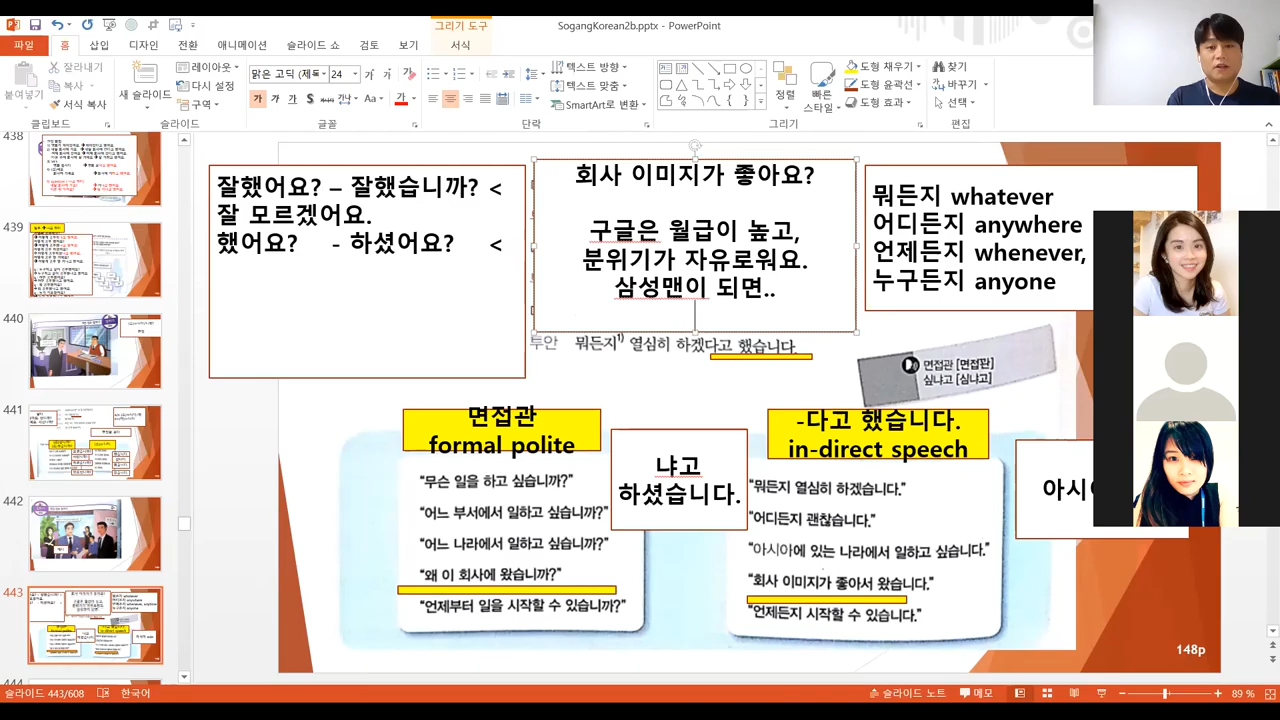 SogangKorean2b.pptx - PowerPoint
그리기 도구
파일 홈 삽입 디자인 전환 애니메이션 슬라이드 쇼 검토 보기 서식
잘라내기
복사
서식 복사
붙여넣기
클립보드
새 슬라이드
레이아웃
다시 설정
구역
슬라이드
맑은 고딕 (제목
24
글꼴
텍스트 방향
텍스트 맞춤
SmartArt로 변환
단락
정렬
빠른 스타일
도형 채우기
도형 윤곽선
도형 효과
그리기
찾기
바꾸기
선택
편집
438
439
440
441
442
443
잘했어요? – 잘했습니까? <
잘 모르겠어요.
했어요? - 하셨어요? <
회사 이미지가 좋아요?
구글은 월급이 높고,
분위기가 자유로워요.
삼성맨이 되면..
뭐든지 whatever
어디든지 anywhere
언제든지 whenever,
누구든지 anyone
투안 뭐든지1) 열심히 하겠다고 했습니다.
면접관 [면접꽌]
싶냐고 [심냐고]
면접관
formal polite
-다고 했습니다.
in-direct speech
냐고
하셨습니다.
아시
“무슨 일을 하고 싶습니까?”
“어느 부서에서 일하고 싶습니까?”
“어느 나라에서 일하고 싶습니까?”
“왜 이 회사에 왔습니까?”
“언제부터 일을 시작할 수 있습니까?”
“뭐든지 열심히 하겠습니다.”
“어디든지 괜찮습니다.”
“아시아에 있는 나라에서 일하고 싶습니다.”
“회사 이미지가 좋아서 왔습니다.”
“언제든지 시작할 수 있습니다.”
148p
슬라이드 443/608
한국어
슬라이드 노트
메모
89 %